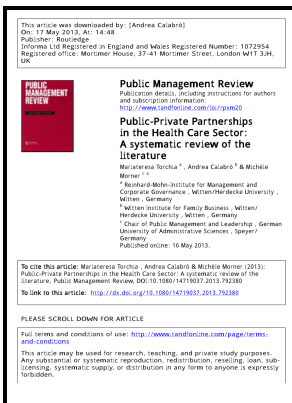 This article was downloaded by: [Andrea Calabrò]
On: 17 May 2013, At: 14:48
Publisher: Routledge
Informa Ltd Registered in England and Wales Registered Number: 1072954
Registered office: Mortimer House, 37-41 Mortimer Street, London W1T 3JH,
UK
PUBLIC
MANAGEMENT
REVIEW
Public Management Review
Publication details, including instructions for authors
and subscription information:
http://www.tandfonline.com/loi/rpxm20
Public-Private Partnerships
in the Health Care Sector:
A systematic review of the
literature
Mariateresa Torchia a , Andrea Calabrò b & Michèle
Morner c a
a Reinhard-Mohn-Institute for Management and
Corporate Governance , Witten/Herdecke University ,
Witten , Germany
b Witten Institute for Family Business , Witten/
Herdecke University , Witten , Germany
c Chair of Public Management and Leadership , German
University of Administrative Sciences , Speyer/
Germany
Published online: 16 May 2013.
To cite this article: Mariateresa Torchia , Andrea Calabrò & Michèle Morner (2013):
Public-Private Partnerships in the Health Care Sector: A systematic review of the
literature, Public Management Review, DOI:10.1080/14719037.2013.792380
To link to this article: http://dx.doi.org/10.1080/14719037.2013.792380
PLEASE SCROLL DOWN FOR ARTICLE
Full terms and conditions of use: http://www.tandfonline.com/page/terms-
and-conditions
This article may be used for research, teaching, and private study purposes.
Any substantial or systematic reproduction, redistribution, reselling, loan, sub-
licensing, systematic supply, or distribution in any form to anyone is expressly
forbidden.